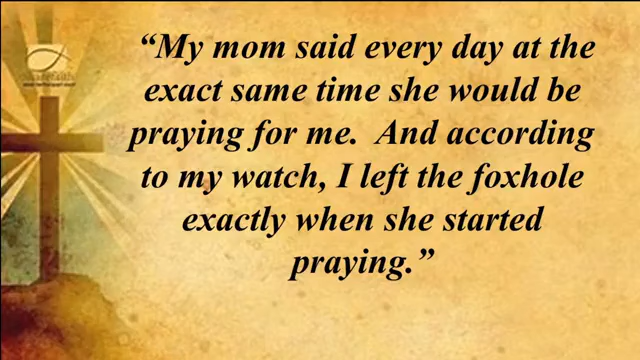 “My mom said every day at the
exact same time she would be
praying for me.  And according
to my watch, I left the foxhole
exactly when she started
praying.”
sharefaith